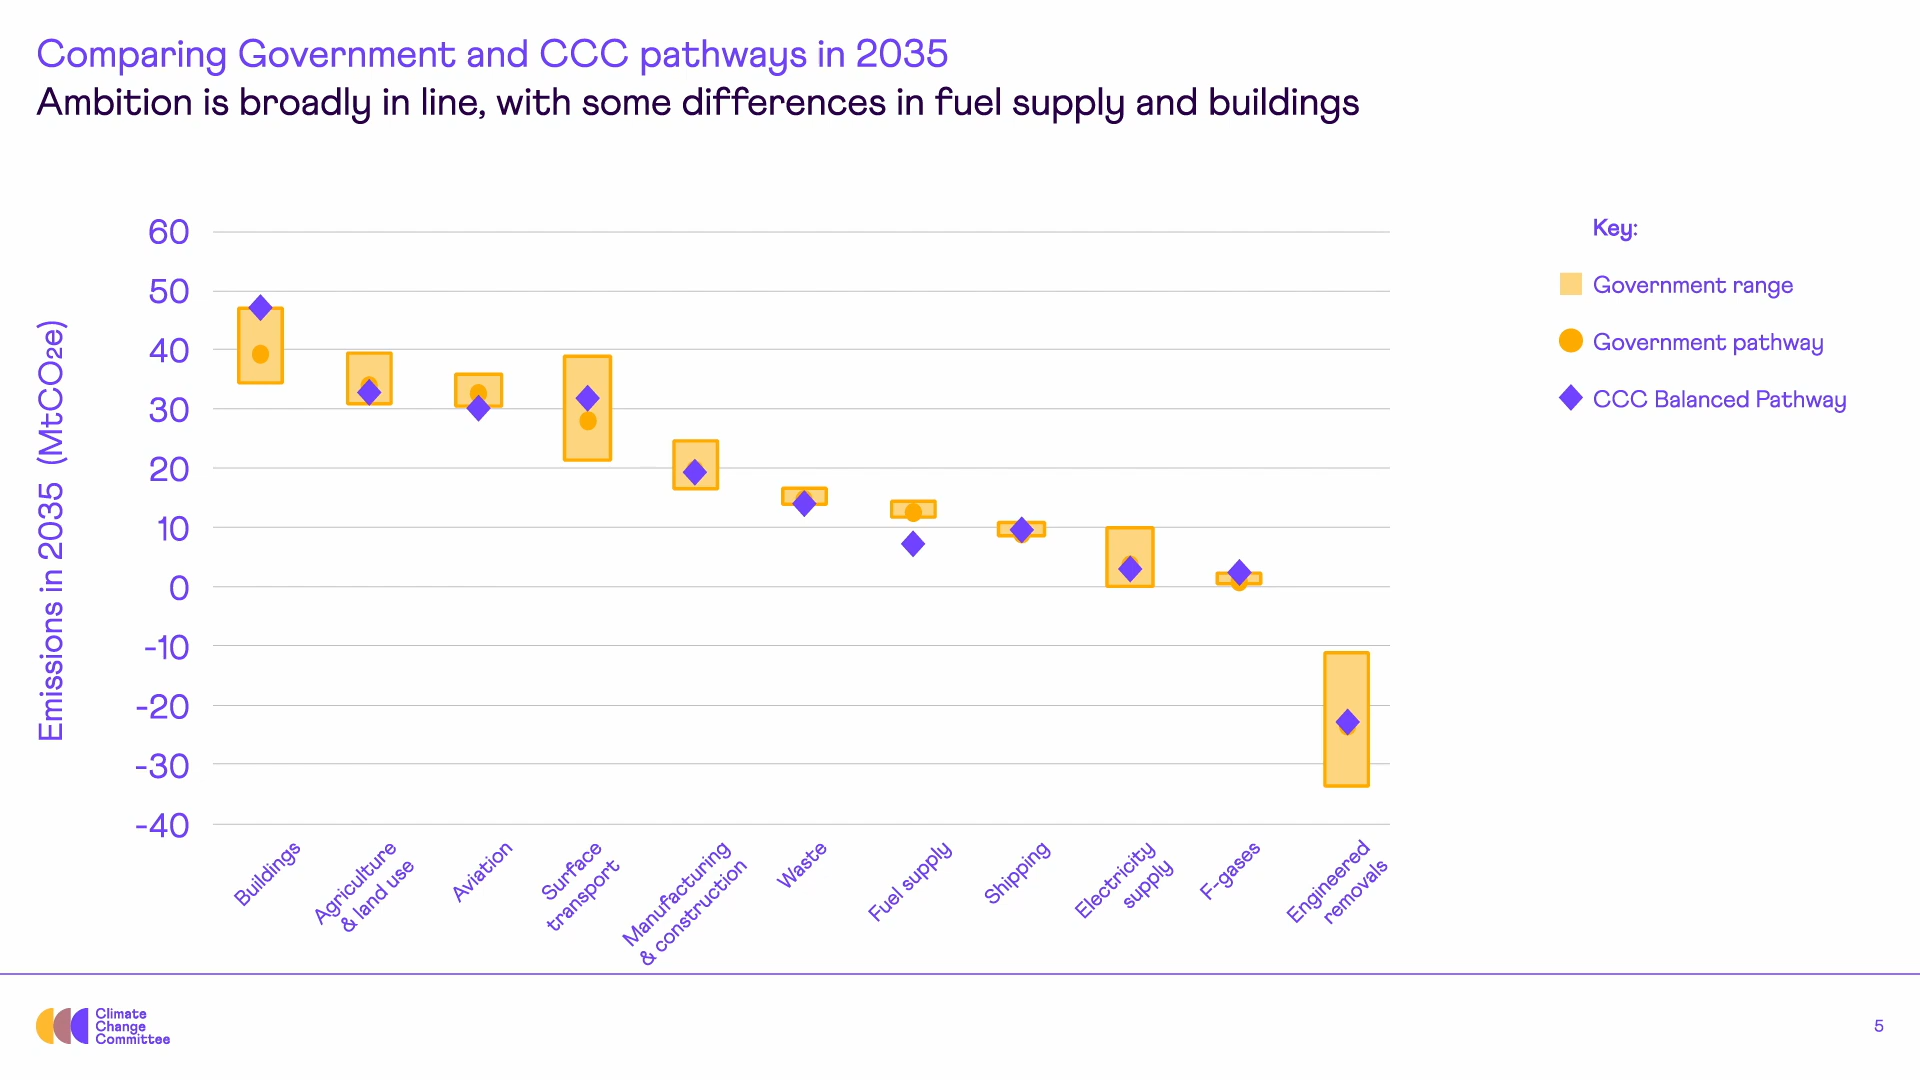 Comparing Government and CCC pathways in 2035
Ambition is broadly in line, with some differences in fuel supply and buildings
Emissions in 2035 (MtCO2e)
60
50
40
30
20
10
0
-10
-20
-30
-40
Buildings
Agriculture
& land use
Aviation
Surface
transport
Manufacturing
& construction
Waste
Fuel supply
Shipping
Electricity
supply
F-gases
Engineered
removals
Key:
Government range
Government pathway
CCC Balanced Pathway
Climate
Change
Committee
5